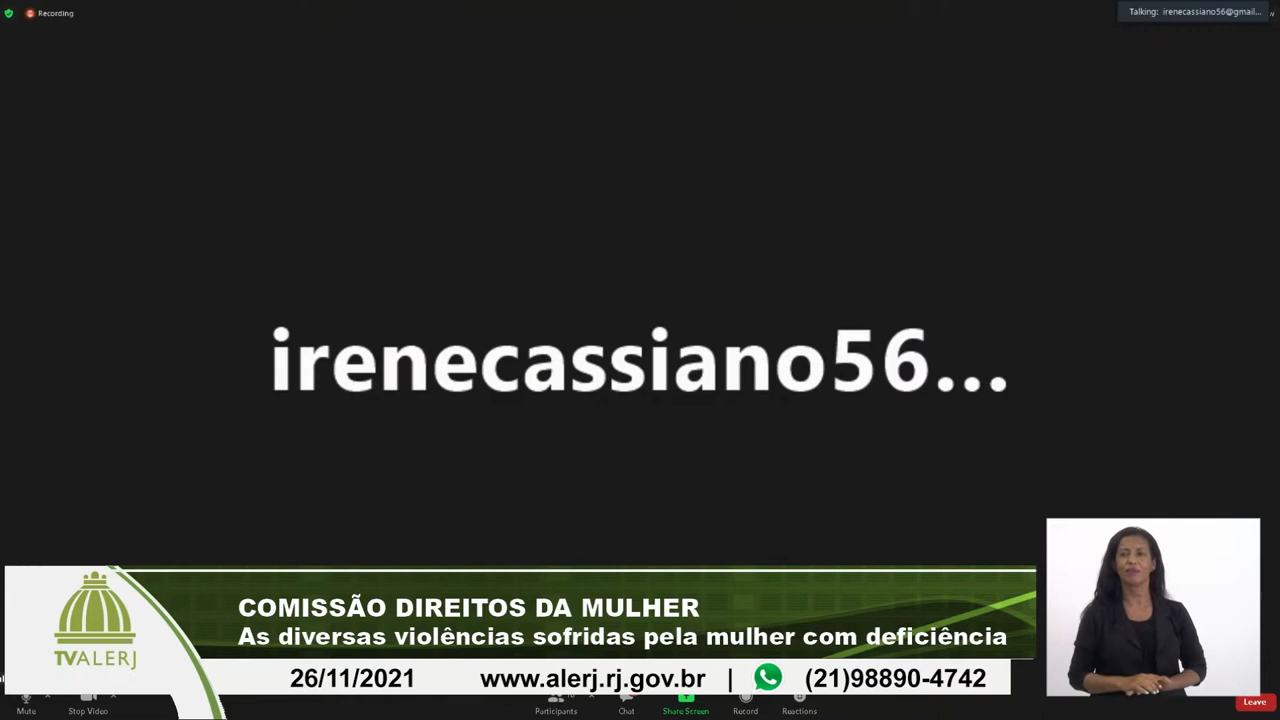 Recording
Talking: irenecassiano56@gmail...
irenecassiano56...
COMISSÃO DIREITOS DA MULHER
As diversas violências sofridas pela mulher com deficiência
TVALERJ
26/11/2021 www.alerj.rj.gov.br | (21)98890-4742
Mute Stop Video Participants Chat Share Screen Record Reactions Leave